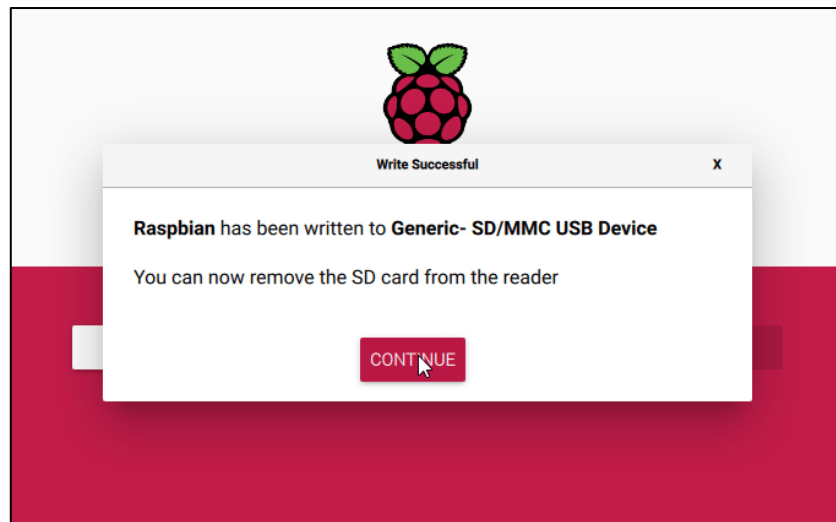 Write Successful X
Raspbian has been written to Generic- SD/MMC USB Device
You can now remove the SD card from the reader
CONTINUE